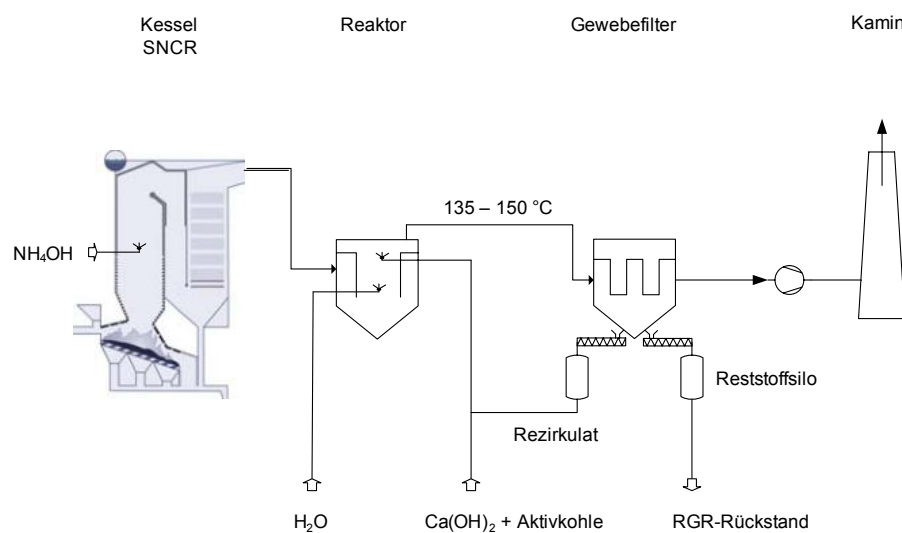 Kessel
SNCR
Reaktor
Gewebefilter
Kamin
135 – 150 °C
NH₄OH
Reststoffsilo
Rezirkulat
H₂O
Ca(OH)₂ + Aktivkohle
RGR-Rückstand